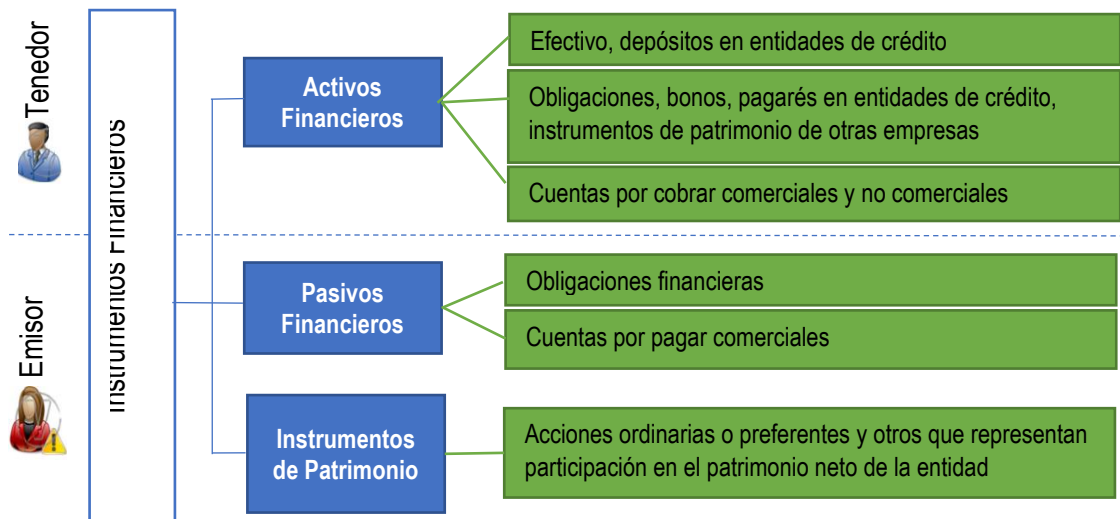 Tenedor
Emisor
Instrumentos Financieros
Activos
Financieros
Efectivo, depósitos en entidades de crédito
Obligaciones, bonos, pagarés en entidades de crédito,
instrumentos de patrimonio de otras empresas
Cuentas por cobrar comerciales y no comerciales
Pasivos
Financieros
Obligaciones financieras
Cuentas por pagar comerciales
Instrumentos
de Patrimonio
Acciones ordinarias o preferentes y otros que representan
participación en el patrimonio neto de la entidad